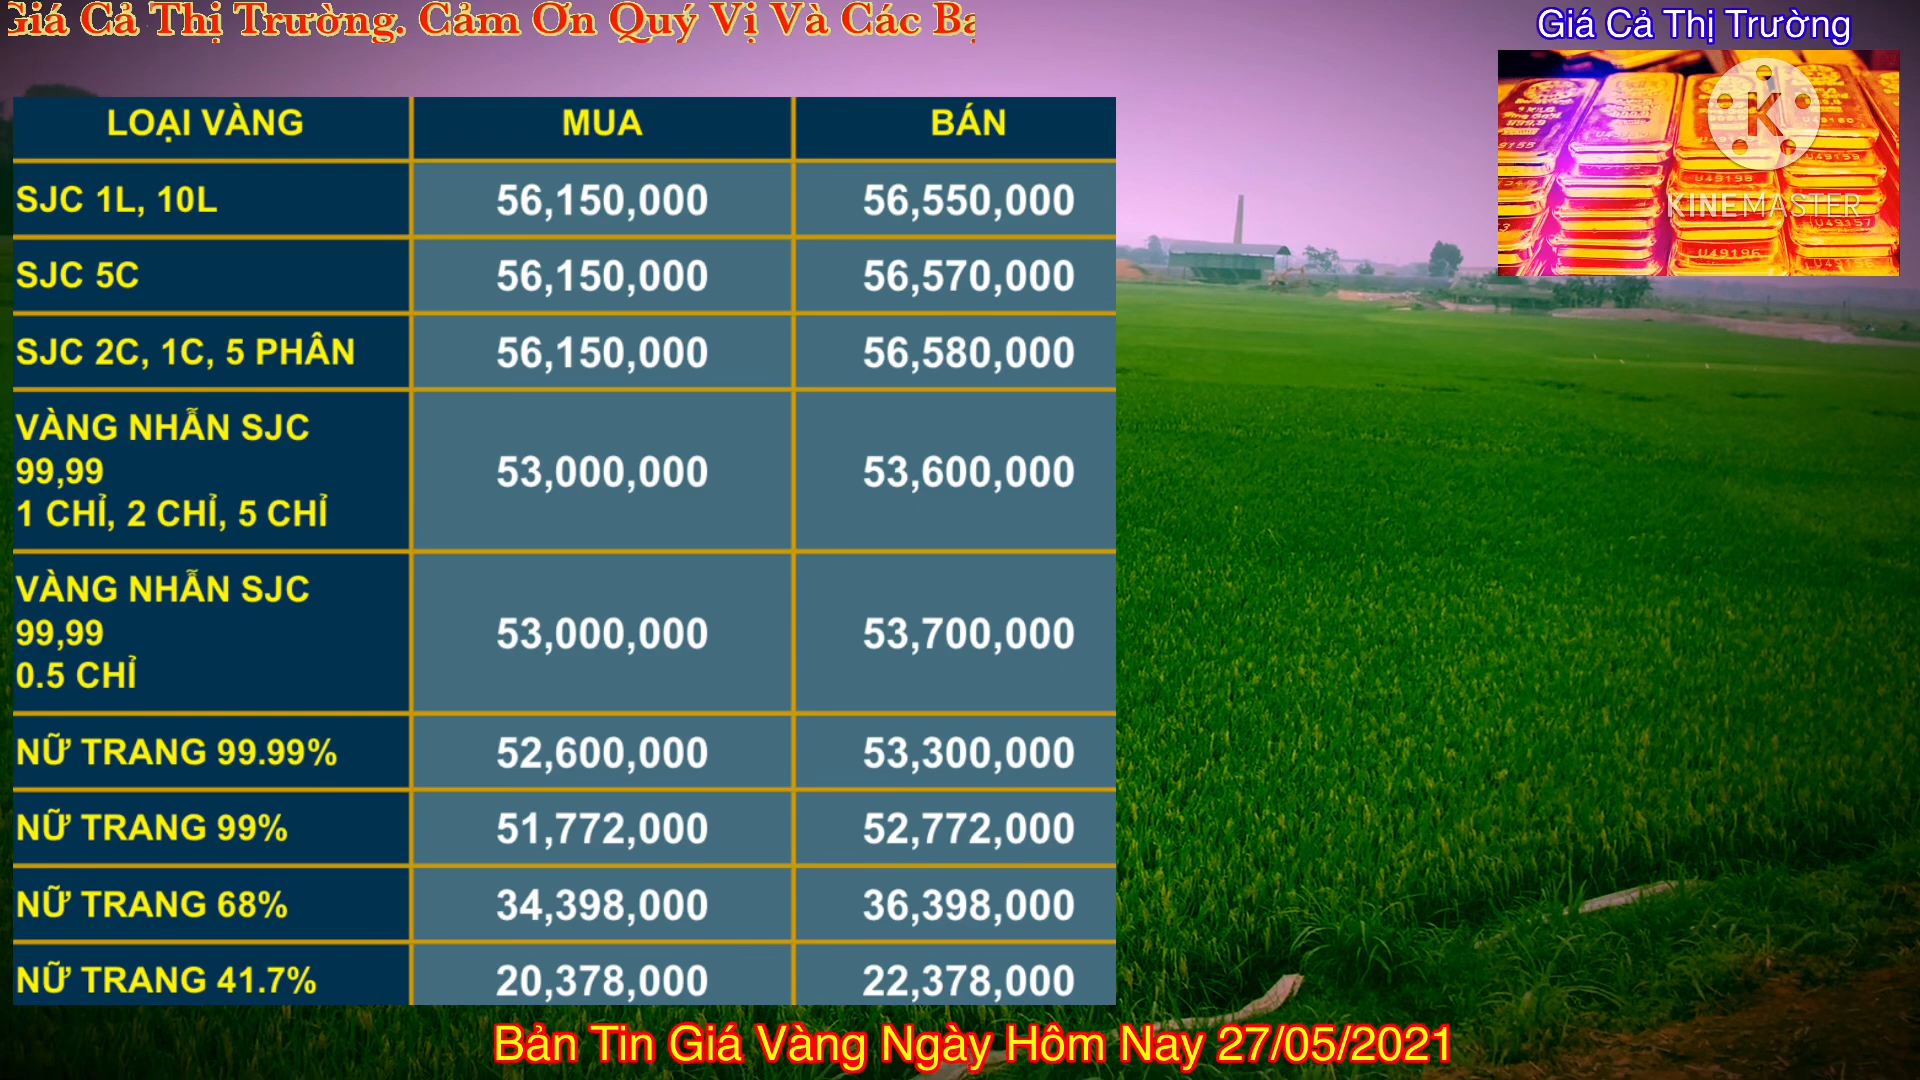 Giá Cả Thị Trường. Cảm Ơn Quý Vị Và Các Bạ
Giá Cả Thị Trường
K
KINEMASTER
LOẠI VÀNG MUA BÁN
SJC 1L, 10L 56,150,000 56,550,000
SJC 5C 56,150,000 56,570,000
SJC 2C, 1C, 5 PHÂN 56,150,000 56,580,000
VÀNG NHẪN SJC
99,99
1 CHỈ, 2 CHỈ, 5 CHỈ 53,000,000 53,600,000
VÀNG NHẪN SJC
99,99
0.5 CHỈ 53,000,000 53,700,000
NỮ TRANG 99.99% 52,600,000 53,300,000
NỮ TRANG 99% 51,772,000 52,772,000
NỮ TRANG 68% 34,398,000 36,398,000
NỮ TRANG 41.7% 20,378,000 22,378,000
Bản Tin Giá Vàng Ngày Hôm Nay 27/05/2021